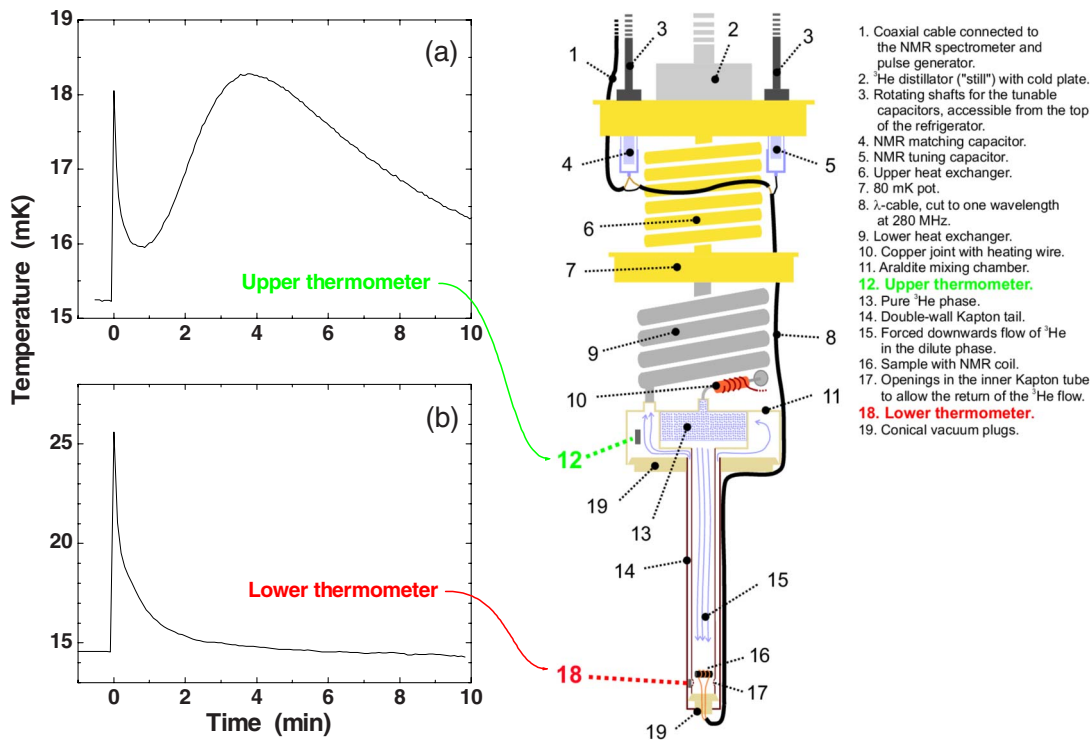 19
18
17
16
15
0
2
4
6
8
10
(a)
Temperature (mK)
Upper thermometer
25
20
15
0
2
4
6
8
10
(b)
Lower thermometer
Time (min)
1
3
2
3
4
5
6
7
9
8
10
11
12
19
13
14
15
16
18
17
19
1. Coaxial cable connected to
the NMR spectrometer and
pulse generator.
2. ³He distillator ("still") with cold plate.
3. Rotating shafts for the tunable
capacitors, accessible from the top
of the refrigerator.
4. NMR matching capacitor.
5. NMR tuning capacitor.
6. Upper heat exchanger.
7. 80 mK pot.
8. λ-cable, cut to one wavelength
at 280 MHz.
9. Lower heat exchanger.
10. Copper joint with heating wire.
11. Araldite mixing chamber.
12. Upper thermometer.
13. Pure ³He phase.
14. Double-wall Kapton tail.
15. Forced downwards flow of ³He
in the dilute phase.
16. Sample with NMR coil.
17. Openings in the inner Kapton tube
to allow the return of the ³He flow.
18. Lower thermometer.
19. Conical vacuum plugs.